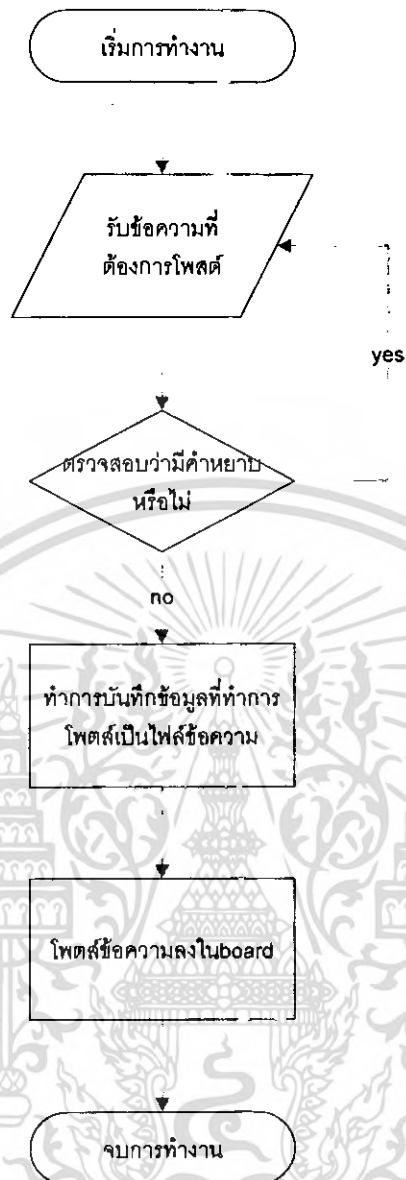 เริ่มการทำงาน
รับข้อความที่
ต้องการโพสต์
yes
ตรวจสอบว่ามีคำหยาบ
หรือไม่
no
ทำการบันทึกข้อมูลที่ทำการ
โพตส์เป็นไฟล์ข้อความ
โพตส์ข้อความลงในboard
จบการทำงาน